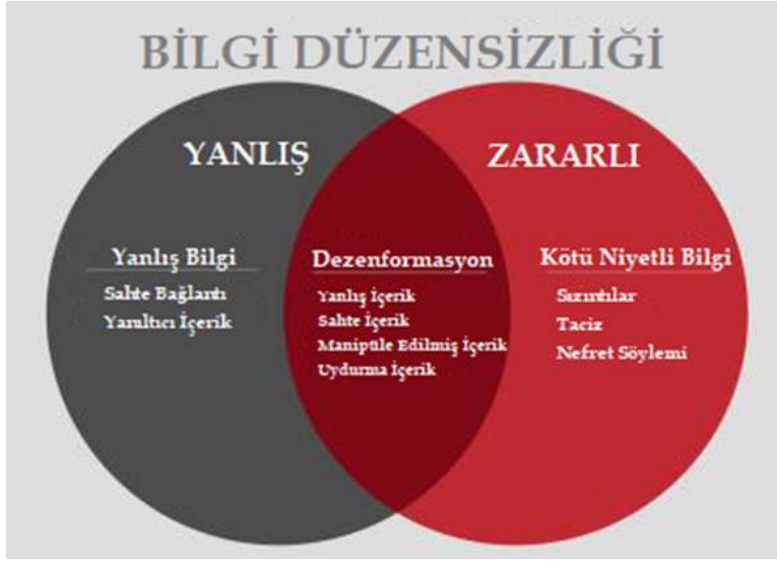 BİLGİ DÜZENSİZLİĞİ
YANLIŞ
Yanlış Bilgi
Sahte Bağlantı
Yanıltıcı İçerik
Dezenformasyon
Yanlış İçerik
Sahte İçerik
Manipüle Edilmiş İçerik
Uydurma İçerik
ZARARLI
Kötü Niyetli Bilgi
Sızıntılar
Taciz
Nefret Söylemi